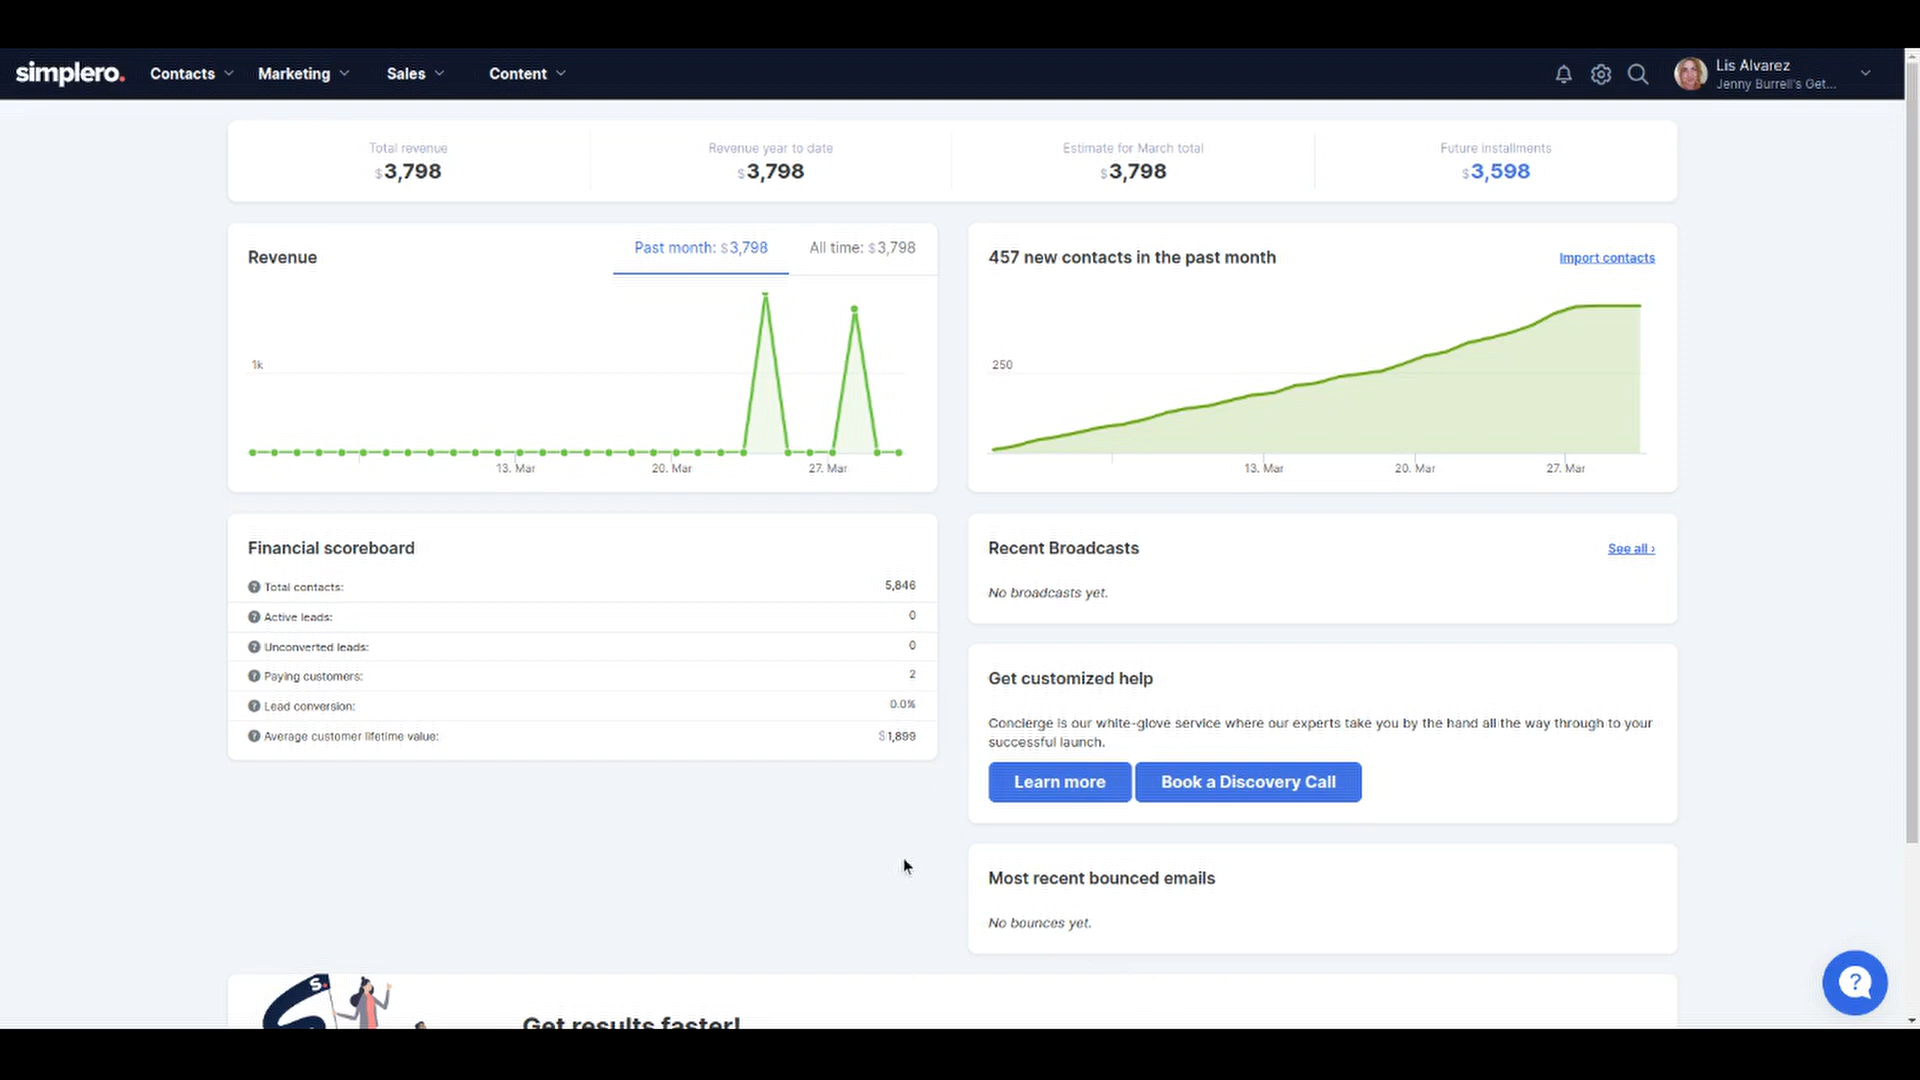 simplero.
Contacts
Marketing
Sales
Content
Lis Alvarez
Jenny Burrell's Get...
Total revenue
$3,798
Revenue year to date
$3,798
Estimate for March total
$3,798
Future installments
$3,598
Revenue
Past month: $3,798
All time: $3,798
1k
13. Mar
20. Mar
27. Mar
457 new contacts in the past month
Import contacts
250
13. Mar
20. Mar
27. Mar
Financial scoreboard
? Total contacts: 5,846
? Active leads: 0
? Unconverted leads: 0
? Paying customers: 2
? Lead conversion: 0.0%
? Average customer lifetime value: $1,899
Recent Broadcasts
See all ›
No broadcasts yet.
Get customized help
Concierge is our white-glove service where our experts take you by the hand all the way through to your
successful launch.
Learn more
Book a Discovery Call
Most recent bounced emails
No bounces yet.
S.
Get results faster!
?